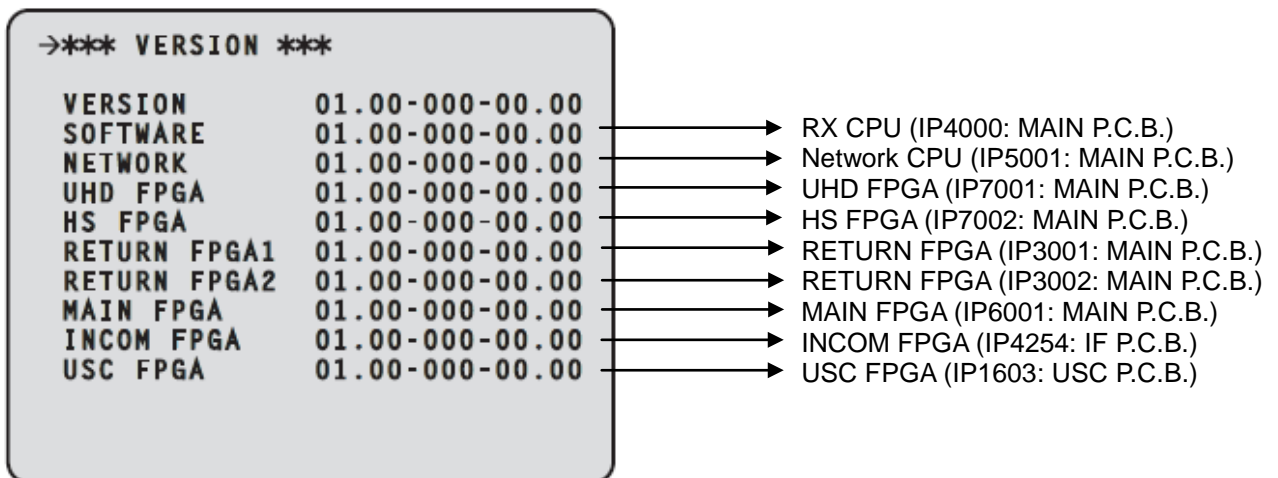 →*** VERSION ***
VERSION 01.00-000-00.00
SOFTWARE 01.00-000-00.00 RX CPU (IP4000: MAIN P.C.B.)
NETWORK 01.00-000-00.00 Network CPU (IP5001: MAIN P.C.B.)
UHD FPGA 01.00-000-00.00 UHD FPGA (IP7001: MAIN P.C.B.)
HS FPGA 01.00-000-00.00 HS FPGA (IP7002: MAIN P.C.B.)
RETURN FPGA1 01.00-000-00.00 RETURN FPGA (IP3001: MAIN P.C.B.)
RETURN FPGA2 01.00-000-00.00 RETURN FPGA (IP3002: MAIN P.C.B.)
MAIN FPGA 01.00-000-00.00 MAIN FPGA (IP6001: MAIN P.C.B.)
INCOM FPGA 01.00-000-00.00 INCOM FPGA (IP4254: IF P.C.B.)
USC FPGA 01.00-000-00.00 USC FPGA (IP1603: USC P.C.B.)